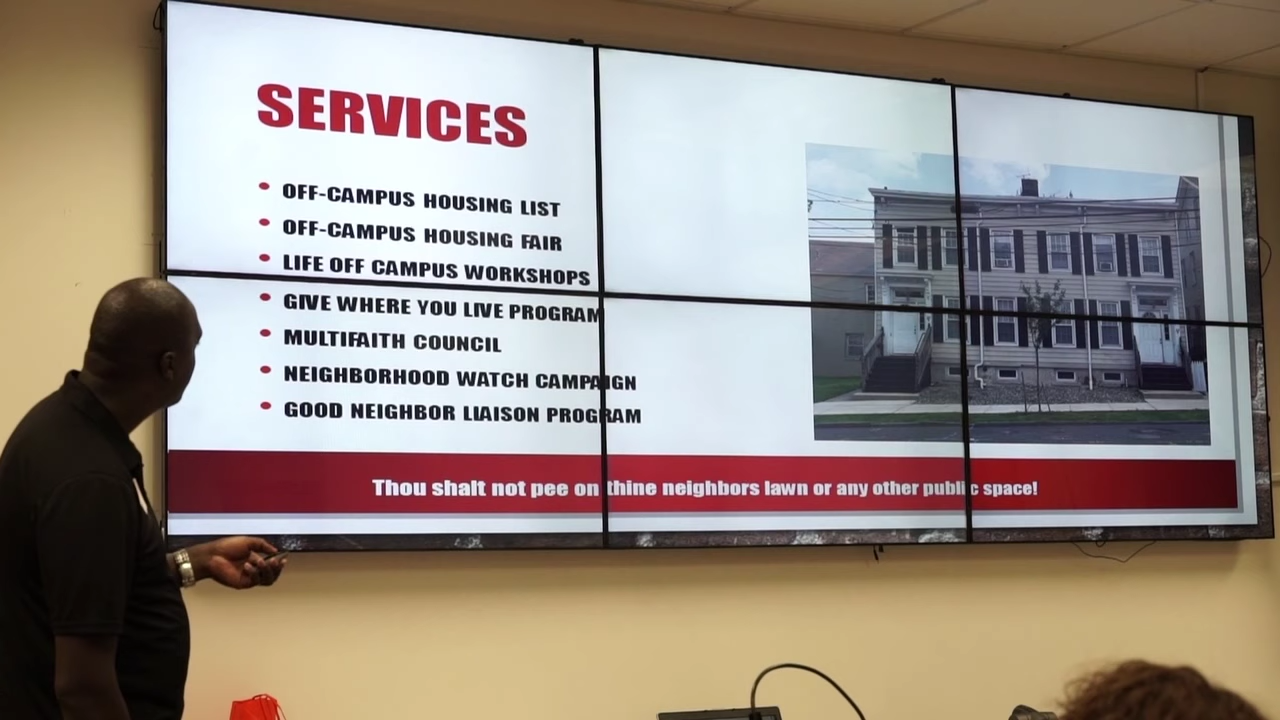 SERVICES
• OFF-CAMPUS HOUSING LIST
• OFF-CAMPUS HOUSING FAIR
• LIFE OFF CAMPUS WORKSHOPS
• GIVE WHERE YOU LIVE PROGRAM
• MULTIFAITH COUNCIL
• NEIGHBORHOOD WATCH CAMPAIGN
• GOOD NEIGHBOR LIAISON PROGRAM
Thou shalt not pee on thine neighbors lawn or any other public space!